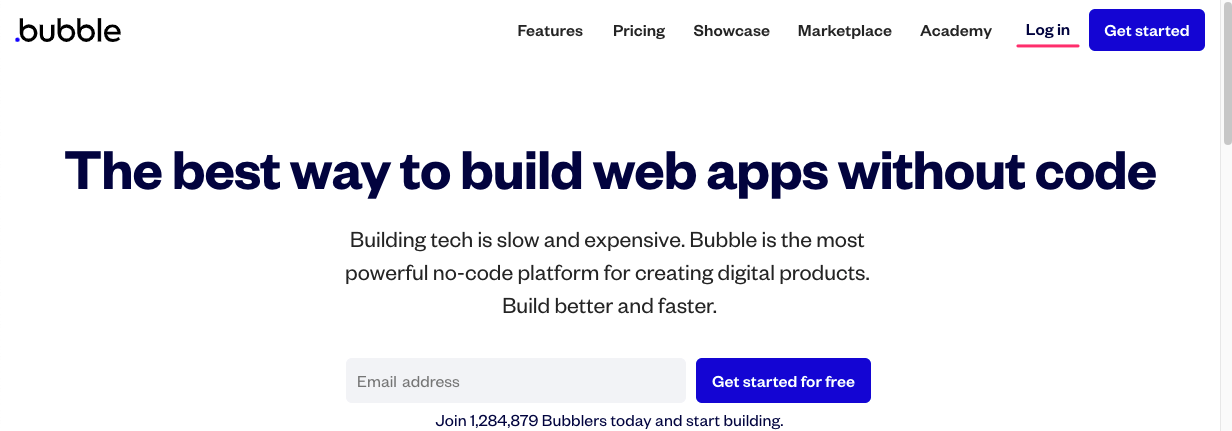 .bubble
Features Pricing Showcase Marketplace Academy Log in Get started
The best way to build web apps without code
Building tech is slow and expensive. Bubble is the most
powerful no-code platform for creating digital products.
Build better and faster.
Email address Get started for free
Join 1,284,879 Bubblers today and start building.